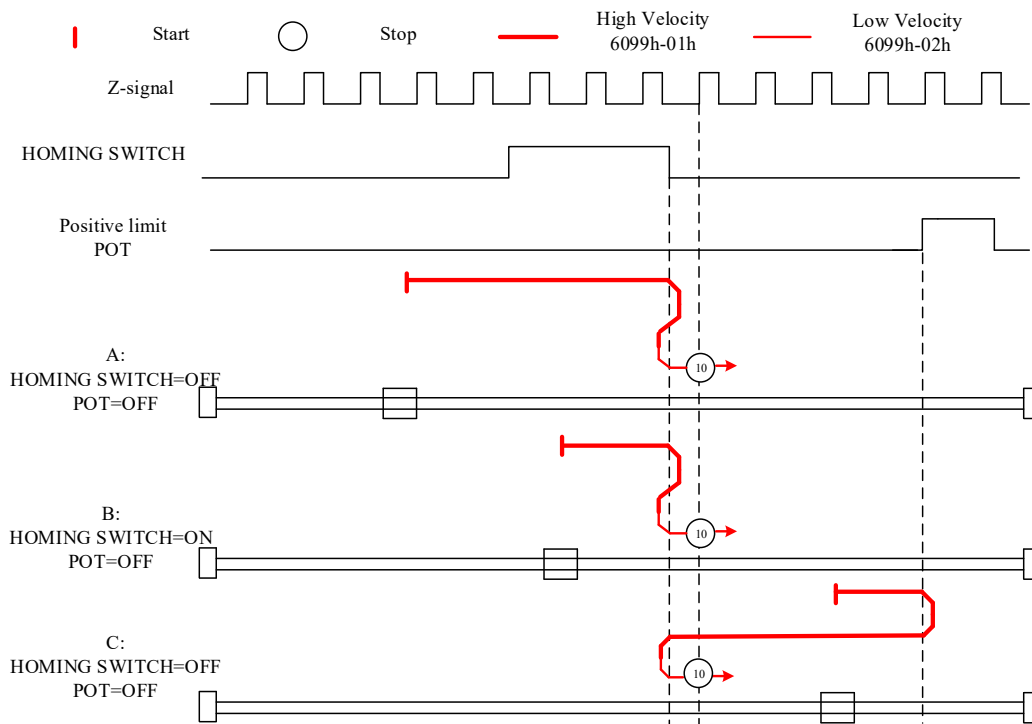 Start
Stop
High Velocity
6099h-01h
Low Velocity
6099h-02h
Z-signal
HOMING SWITCH
Positive limit
POT
A:
HOMING SWITCH=OFF
POT=OFF
10
B:
HOMING SWITCH=ON
POT=OFF
10
C:
HOMING SWITCH=OFF
POT=OFF
10